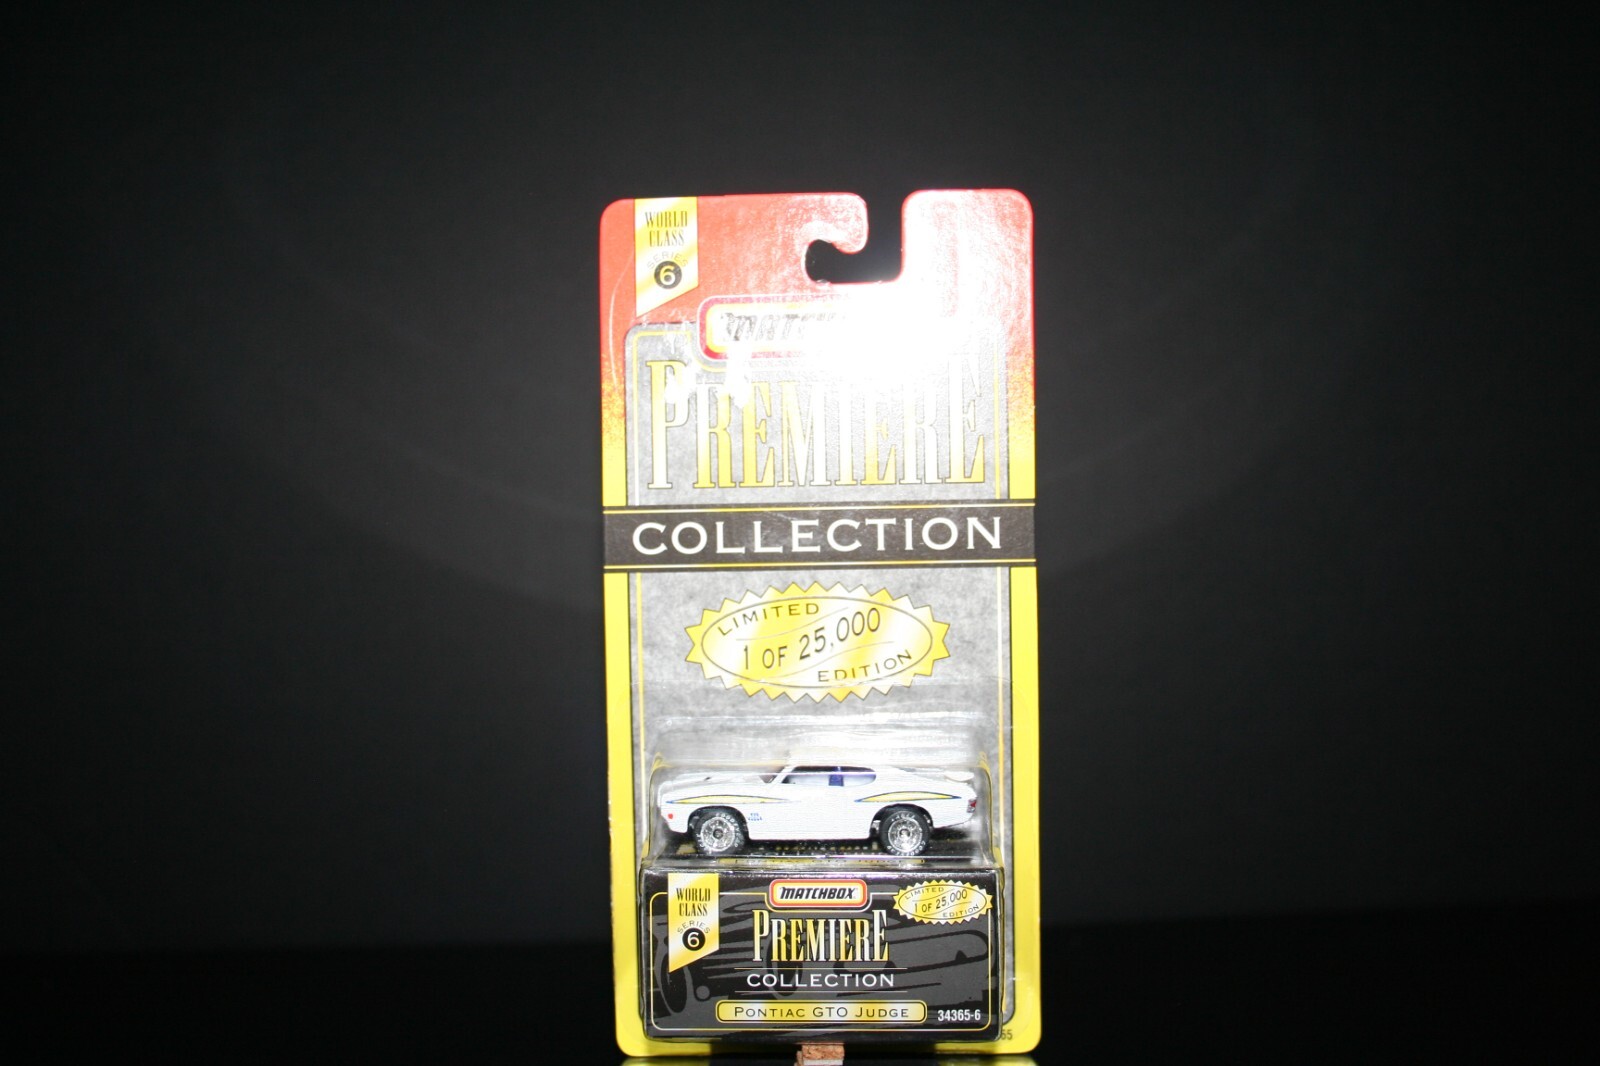 WORLD
CLASS
SERIES
6
MATCH
PREMIERE
COLLECTION
LIMITED
1 OF 25,000
EDITION
WORLD
CLASS
SERIES
6
MATCHBOX
PREMIERE
COLLECTION
PONTIAC GTO JUDGE
LIMITED
1 OF 25,000
EDITION
34365-6